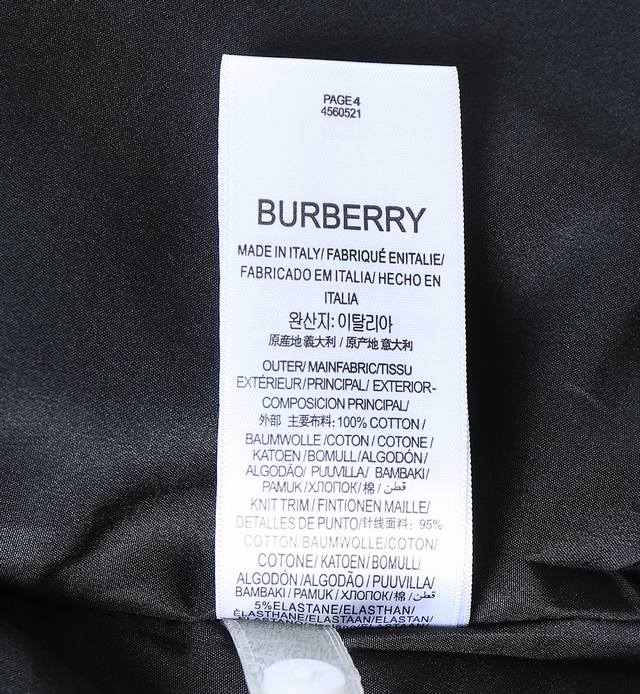 PAGE4
4560521
BURBERRY
MADE IN ITALY/ FABRIQUÉ ENITALIE/
FABRICADO EM ITALIA/ HECHO EN
ITALIA
완산지: 이탈리아
原産地 義大利 / 原产地 意大利
OUTER/ MAINFABRIC/TISSU
EXTÉRIEUR/PRINCIPAL/ EXTERIOR-
COMPOSICION PRINCIPAL/
外部 主要布料: 100% COTTON /
BAUMWOLLE /COTON / COTONE /
KATOEN / BOMULL/ALGODÓN/
ALGODÃO/ PUUVILLA/ BAMBAKI/
PAMUK /ХЛОПОК/ 棉 / قطن /
KNIT TRIM / FINTIONEN MAILLE/
DETALLES DE PUNTO/针线面料: 95%
COTTON/BAUMWOLLE/COTON/
COTONE/ KATOEN/ BOMULL/
ALGODÓN /ALGODÃO / PUUVILLA/
BAMBAKI/ PAMUK / ХЛОПОК/ 棉 / قطن /
5%ELASTANE/ELASTHAN/
ÉLASTHANE/ELASTAAN/ ELASTAN/